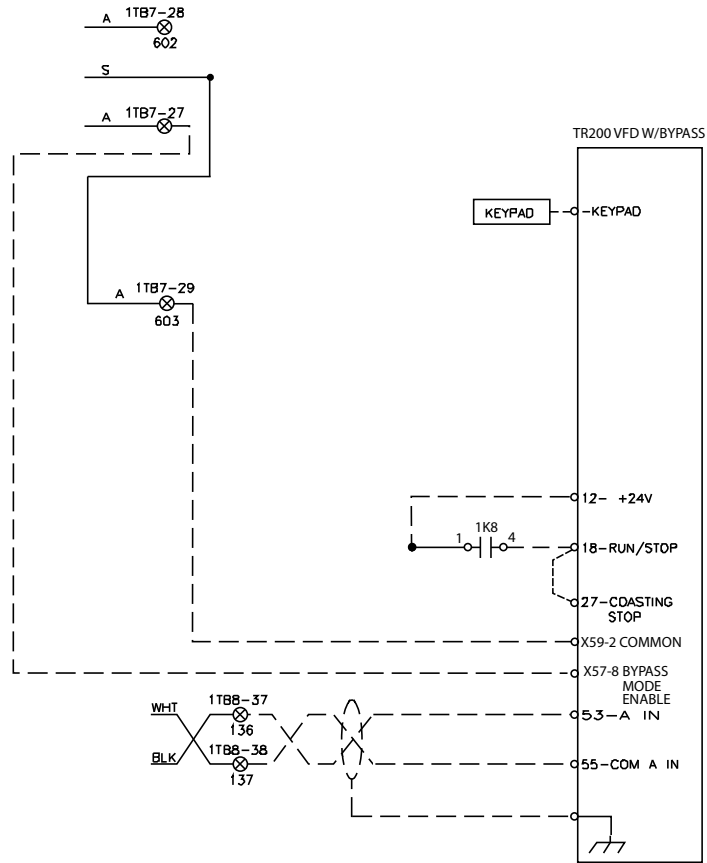 A 1TB7-28
602
S
A 1TB7-27
TR200 VFD W/BYPASS
KEYPAD -KEYPAD
A 1TB7-29
603
12- +24V
1K8
1 4 18-RUN/STOP
27-COASTING
STOP
X59-2 COMMON
X57-8 BYPASS
MODE
ENABLE
WHT 1TB8-37 53-A IN
136
BLK 1TB8-38 55-COM A IN
137